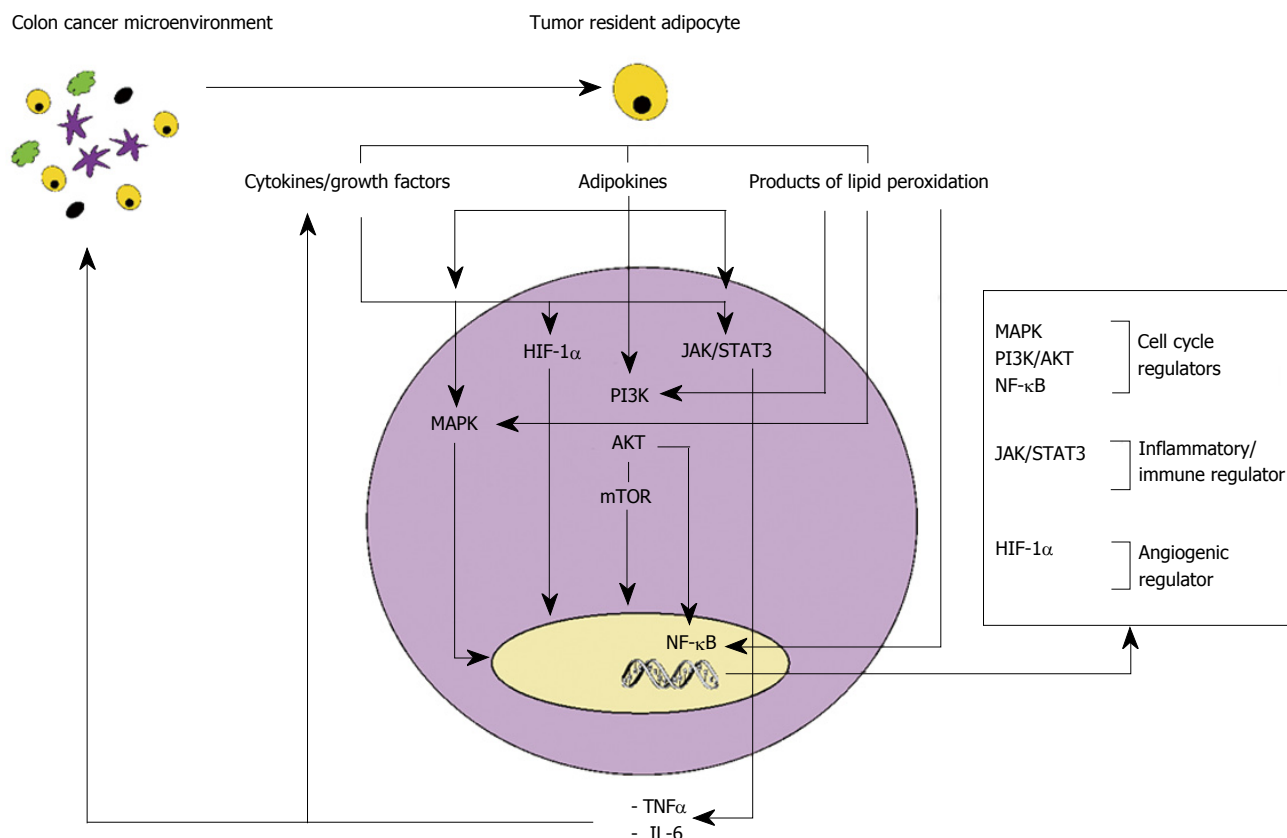 Colon cancer microenvironment
Tumor resident adipocyte
Cytokines/growth factors
Adipokines
Products of lipid peroxidation
HIF-1α
JAK/STAT3
PI3K
MAPK
AKT
mTOR
NF-κB
- TNFα
- IL-6
MAPK
PI3K/AKT
NF-κB
Cell cycle
regulators
JAK/STAT3
Inflammatory/
immune regulator
HIF-1α
Angiogenic
regulator